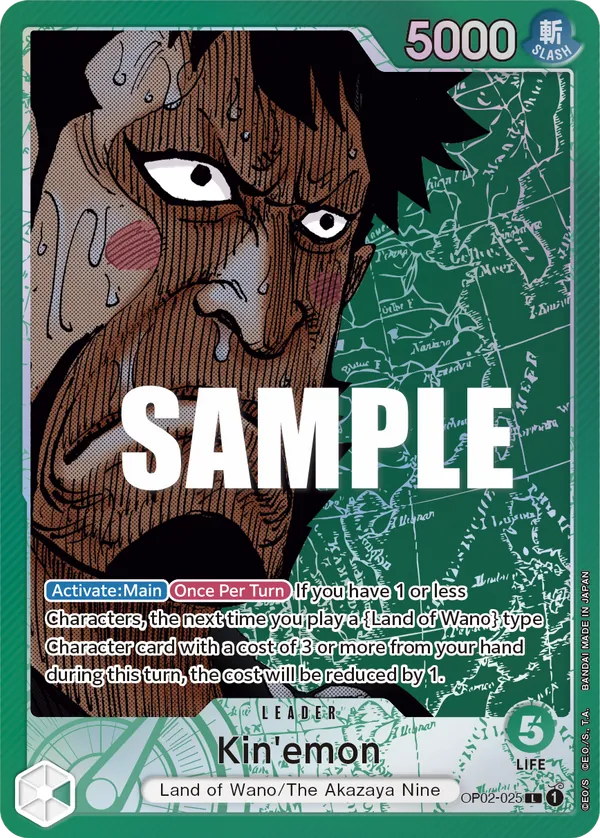 5000
斬
SLASH
SAMPLE
Activate:Main Once Per Turn If you have 1 or less
Characters, the next time you play a {Land of Wano} type
Character card with a cost of 3 or more from your hand
during this turn, the cost will be reduced by 1.
LEADER
Kin'emon
Land of Wano/The Akazaya Nine
5
LIFE
OP02-025 L 1
©E.O/S ©E.O./S., T.A. BANDAI MADE IN JAPAN